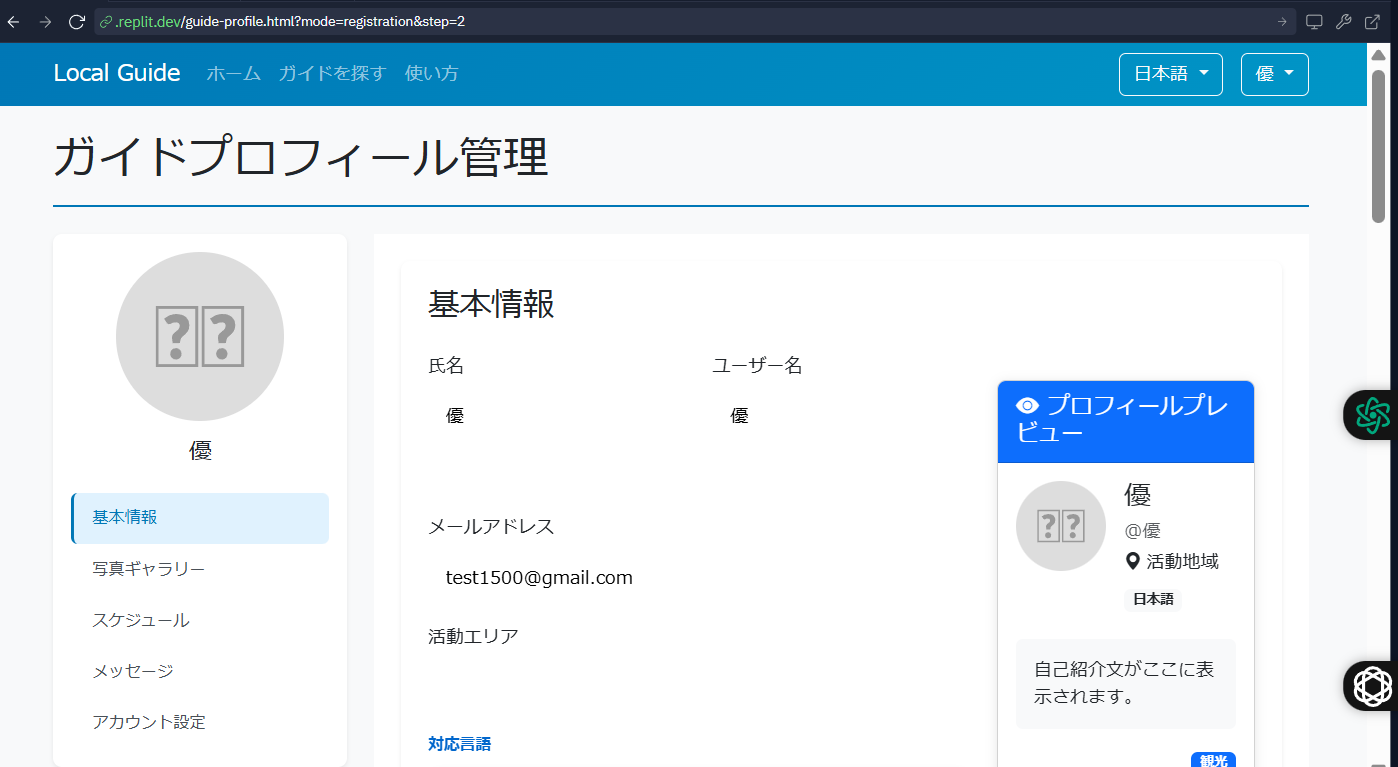 .replit.dev/guide-profile.html?mode=registration&step=2
Local Guide ホーム ガイドを探す 使い方 日本語 優
ガイドプロフィール管理
優
基本情報
写真ギャラリー
スケジュール
メッセージ
アカウント設定
基本情報
氏名 ユーザー名
優 優
メールアドレス
test1500@gmail.com
活動エリア
対応言語
プロフィールプレ
ビュー
優
@優
活動地域
日本語
自己紹介文がここに表
示されます。
観光